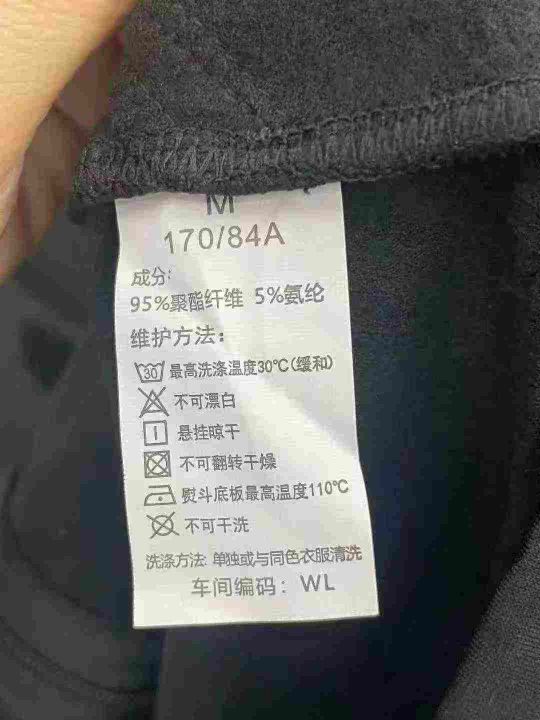 M
170/84A
成分:
95%聚酯纤维 5%氨纶
维护方法：
30 最高洗涤温度30℃(缓和)
不可漂白
悬挂晾干
不可翻转干燥
熨斗底板最高温度110℃
不可干洗
洗涤方法: 单独或与同色衣服清洗
车间编码：WL